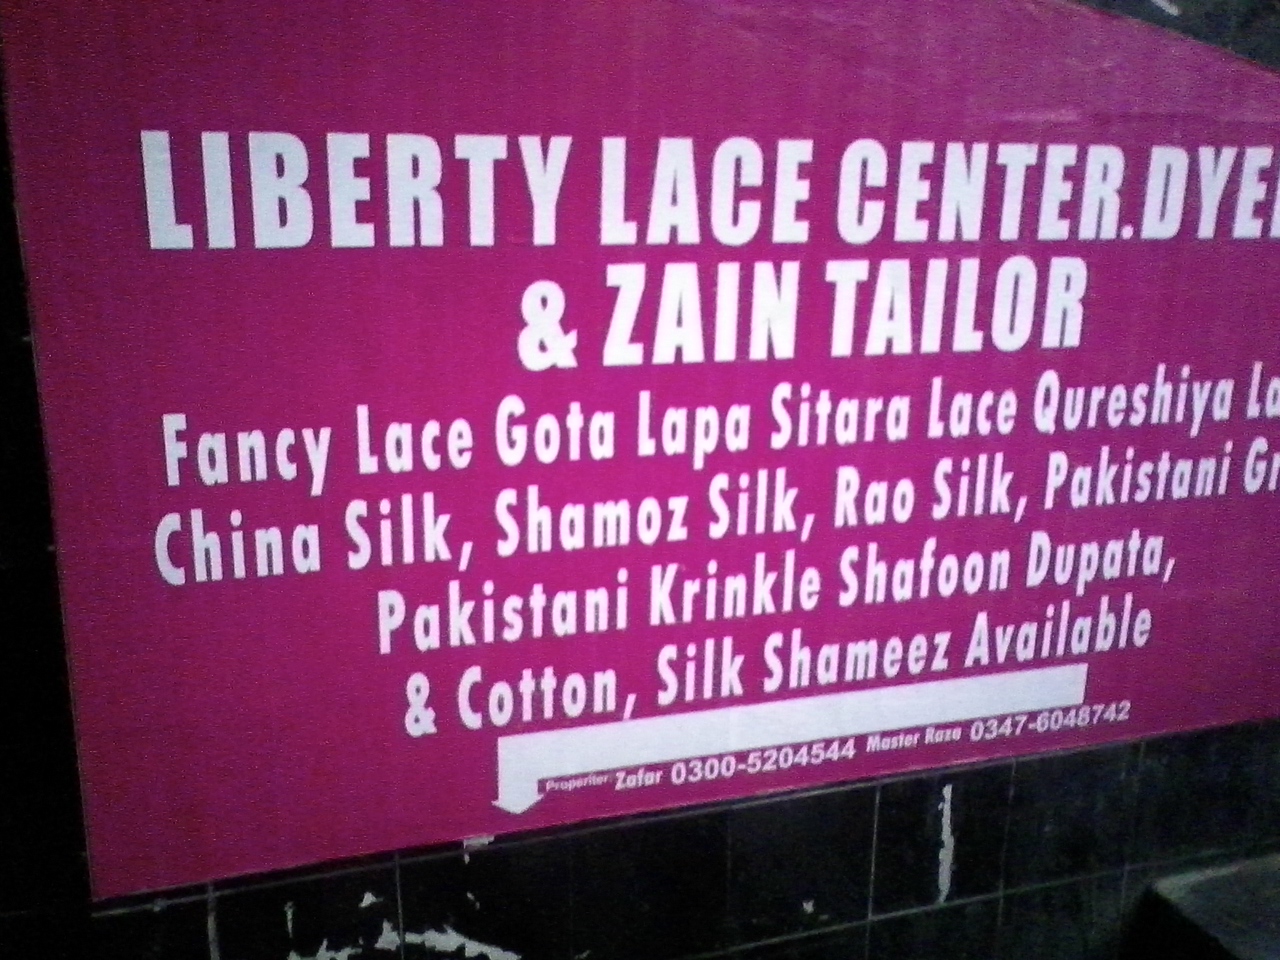 LIBERTY LACE CENTER.DYE
& ZAIN TAILOR
Fancy Lace Gota Lapa Sitara Lace Qureshiya
China Silk, Shamoz Silk, Rao Silk, Pakistani
Pakistani Krinkle Shafoon Dupata,
& Cotton, Silk Shameez Available
Properiter: Zafar 0300-5204544 Master Raza 0347-6048742